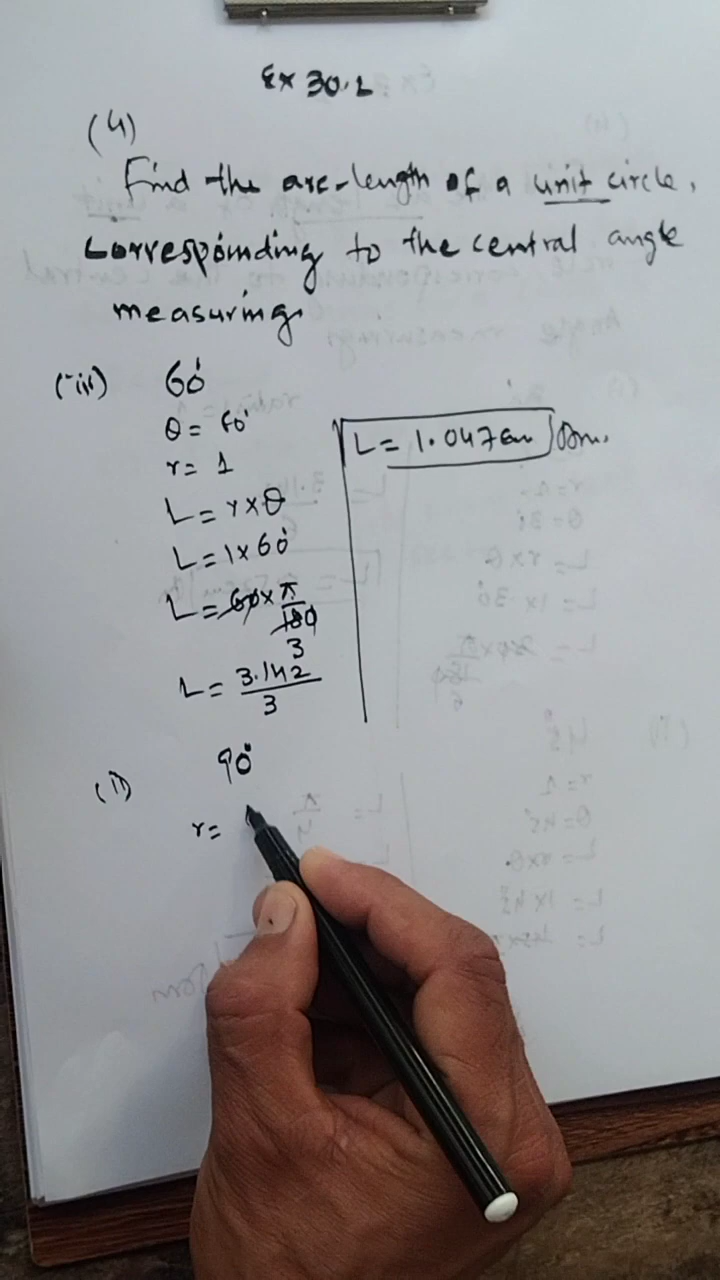 Ex 30.2
(4)
Find the arc-length of a unit circle,
Corresponding to the central angle
measuring.
(iii) 60°
θ = 60°
r = 1
L = r×θ
L = 1×60°
L = 60×π/180
3
L = 3.142/3
L = 1.047cm Ans.
(ii) 90°
r =